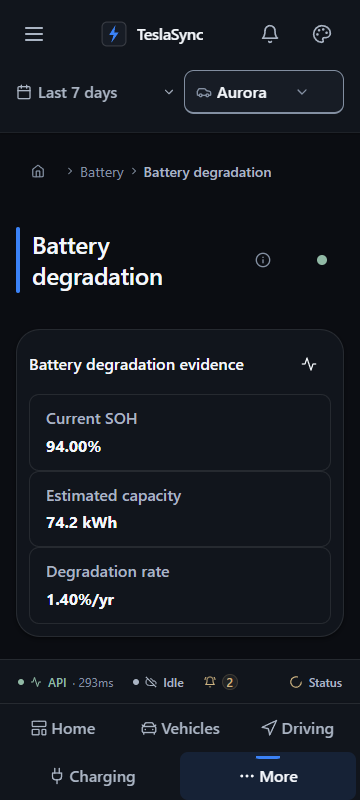 TeslaSync
Last 7 days
Aurora
Battery
Battery degradation
Battery
degradation
Battery degradation evidence
Current SOH
94.00%
Estimated capacity
74.2 kWh
Degradation rate
1.40%/yr
API · 293ms
Idle
2
Status
Home
Vehicles
Driving
Charging
More